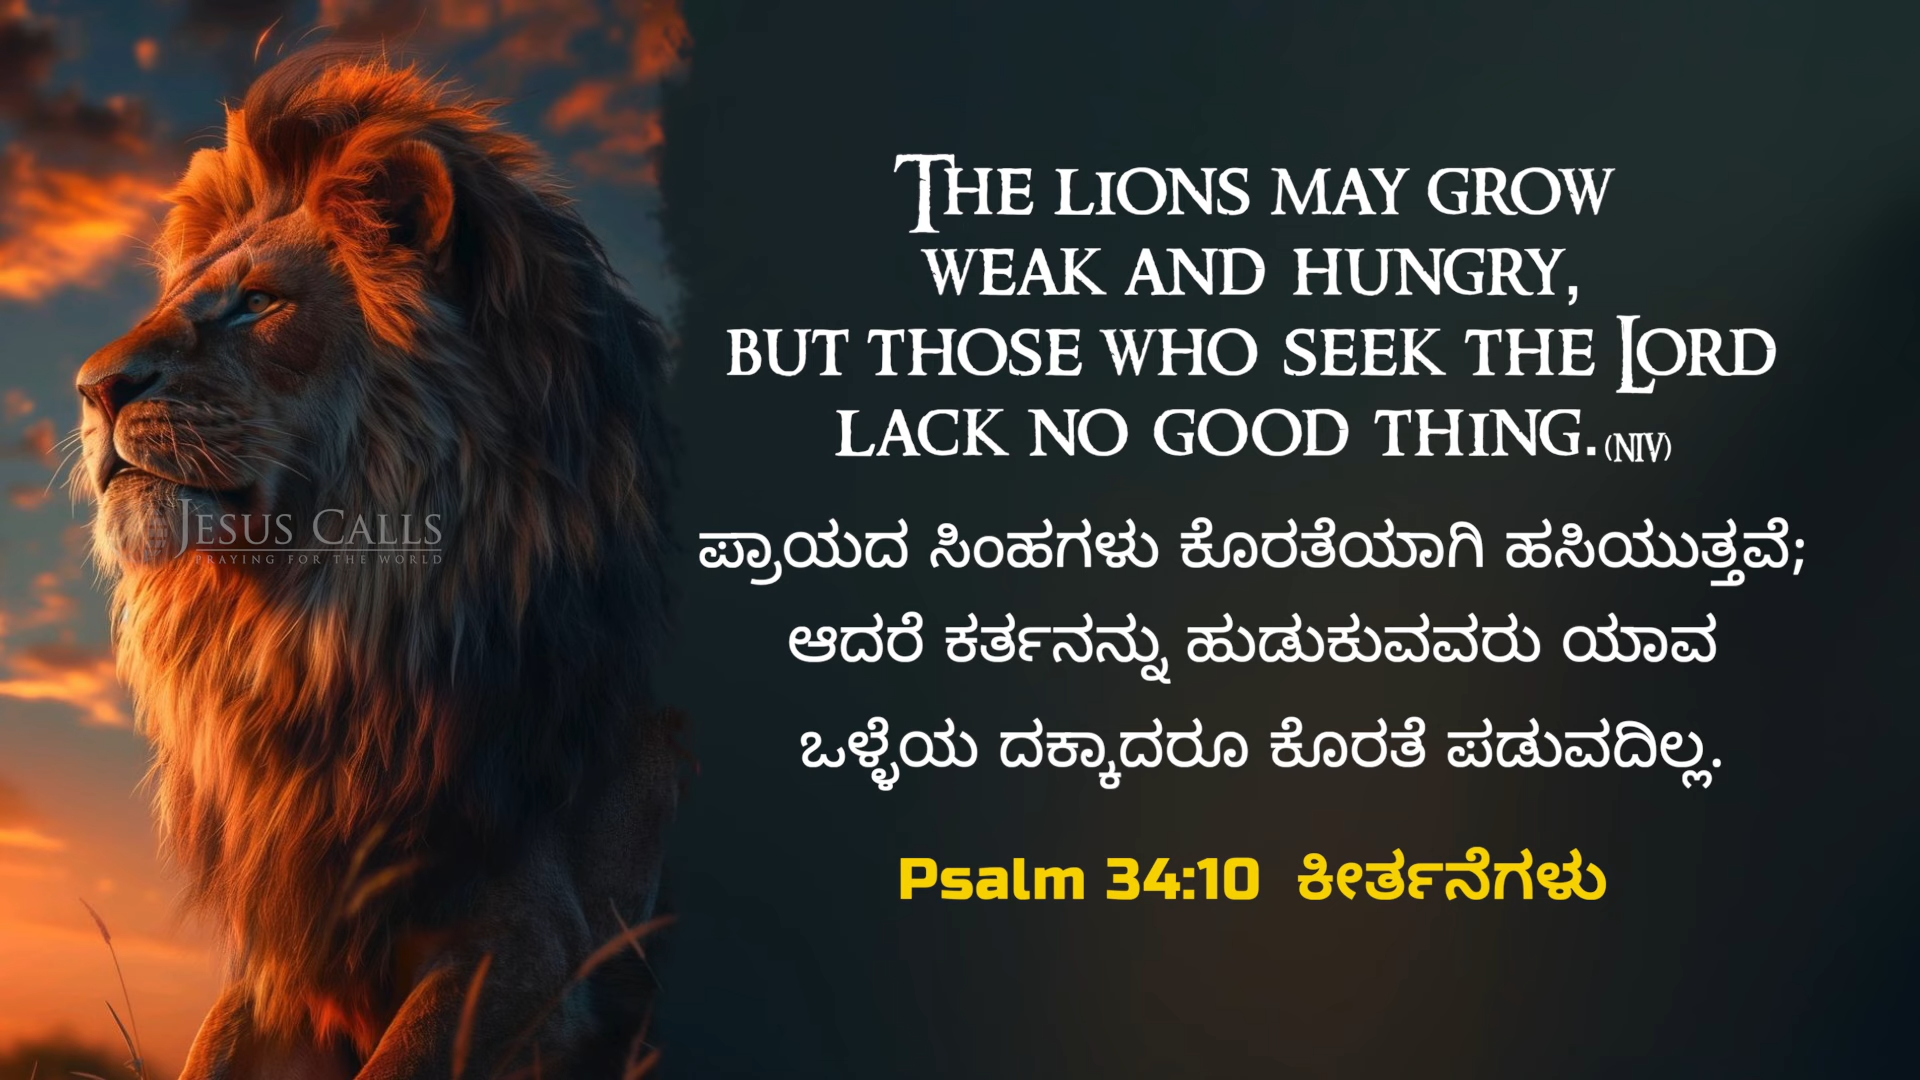 The lions may grow
weak and hungry,
but those who seek the Lord
lack no good thing. (NIV)
ಪ್ರಾಯದ ಸಿಂಹಗಳು ಕೊರತೆಯಾಗಿ ಹಸಿಯುತ್ತವೆ;
ಆದರೆ ಕರ್ತನನ್ನು ಹುಡುಕುವವರು ಯಾವ
ಒಳ್ಳೆಯ ದಕ್ಕಾದರೂ ಕೊರತೆ ಪಡುವದಿಲ್ಲ.
Psalm 34:10 ಕೀರ್ತನೆಗಳು
Jesus Calls
PRAYING FOR THE WORLD